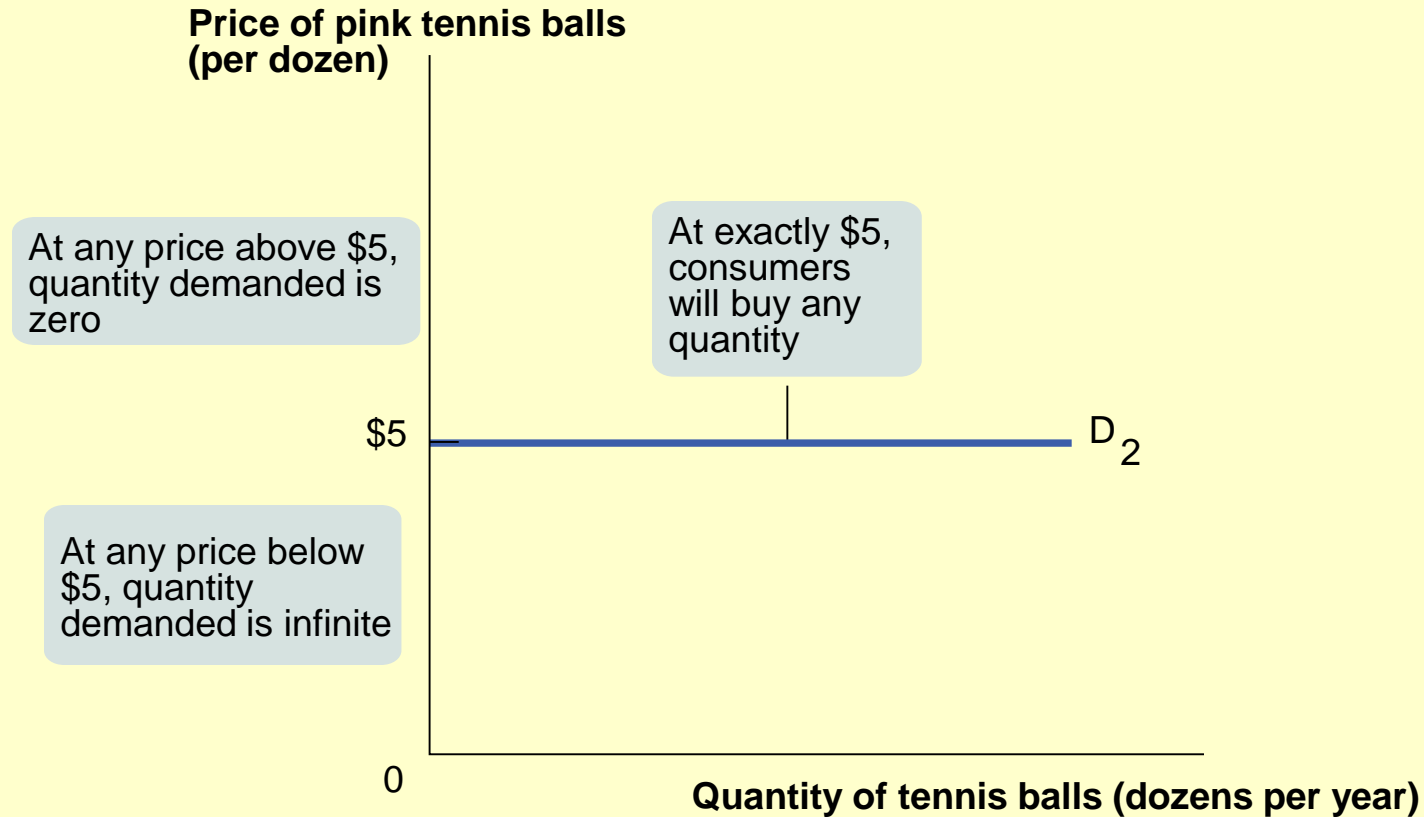 Price of pink tennis balls
(per dozen)
At any price above $5,
quantity demanded is
zero
At exactly $5,
consumers
will buy any
quantity
$5
D2
At any price below
$5, quantity
demanded is infinite
0
Quantity of tennis balls (dozens per year)